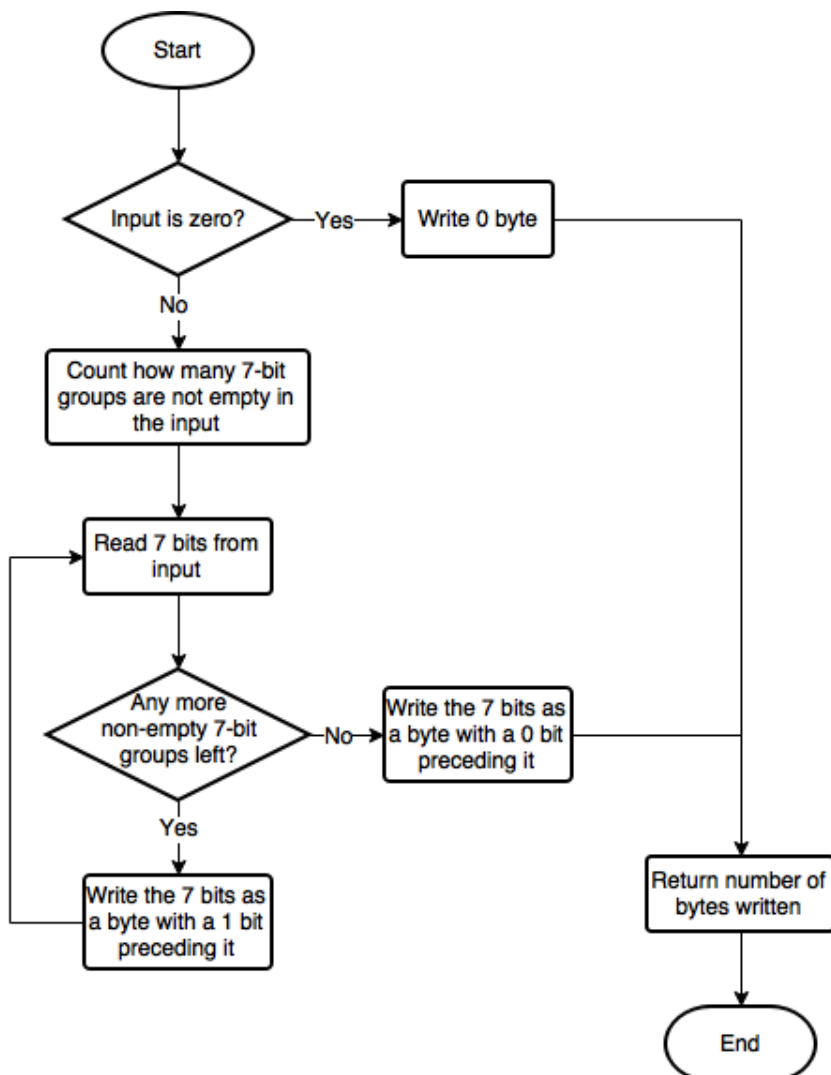 Start
Input is zero?
Yes
Write 0 byte
No
Count how many 7-bit
groups are not empty in
the input
Read 7 bits from
input
Any more
non-empty 7-bit
groups left?
No
Write the 7 bits as
a byte with a 0 bit
preceding it
Yes
Write the 7 bits as
a byte with a 1 bit
preceding it
Return number of
bytes written
End